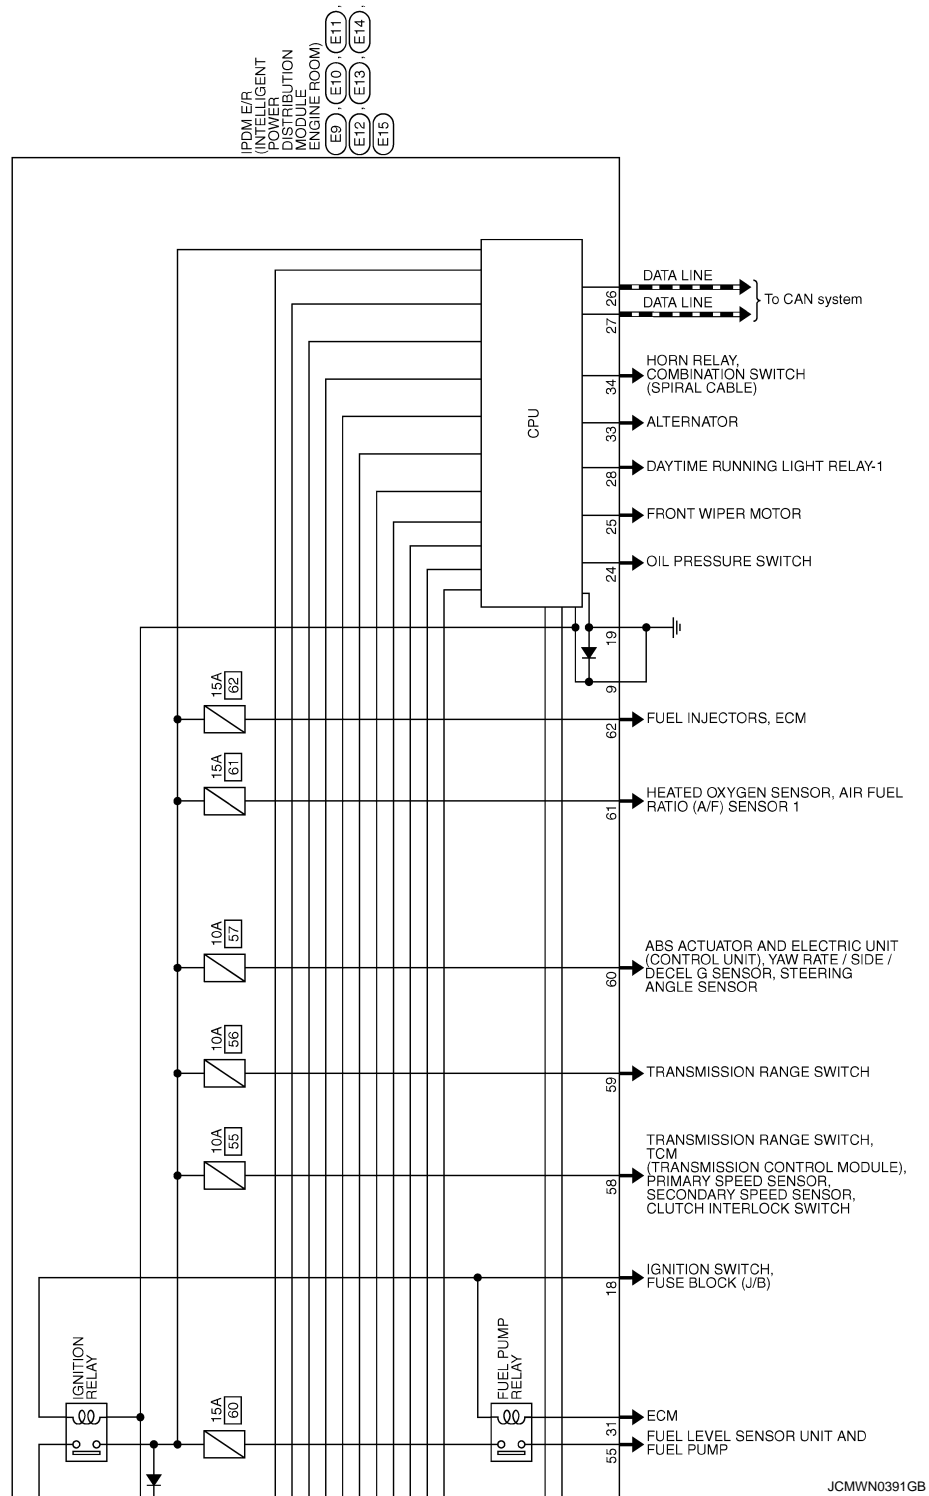 IPDM E/R
(INTELLIGENT
POWER
DISTRIBUTION
MODULE
ENGINE ROOM)
E9 , E10 , E11 ,
E12 , E13 , E14 ,
E15
CPU
26
DATA LINE
27
DATA LINE
To CAN system
34
HORN RELAY,
COMBINATION SWITCH
(SPIRAL CABLE)
33
ALTERNATOR
28
DAYTIME RUNNING LIGHT RELAY-1
25
FRONT WIPER MOTOR
24
OIL PRESSURE SWITCH
19
9
15A
62
62
FUEL INJECTORS, ECM
15A
61
61
HEATED OXYGEN SENSOR, AIR FUEL
RATIO (A/F) SENSOR 1
10A
57
60
ABS ACTUATOR AND ELECTRIC UNIT
(CONTROL UNIT), YAW RATE / SIDE /
DECEL G SENSOR, STEERING
ANGLE SENSOR
10A
56
59
TRANSMISSION RANGE SWITCH
10A
55
58
TRANSMISSION RANGE SWITCH,
TCM
(TRANSMISSION CONTROL MODULE),
PRIMARY SPEED SENSOR,
SECONDARY SPEED SENSOR,
CLUTCH INTERLOCK SWITCH
18
IGNITION SWITCH,
FUSE BLOCK (J/B)
IGNITION
RELAY
15A
60
FUEL PUMP
RELAY
31
ECM
55
FUEL LEVEL SENSOR UNIT AND
FUEL PUMP
JCMWN0391GB